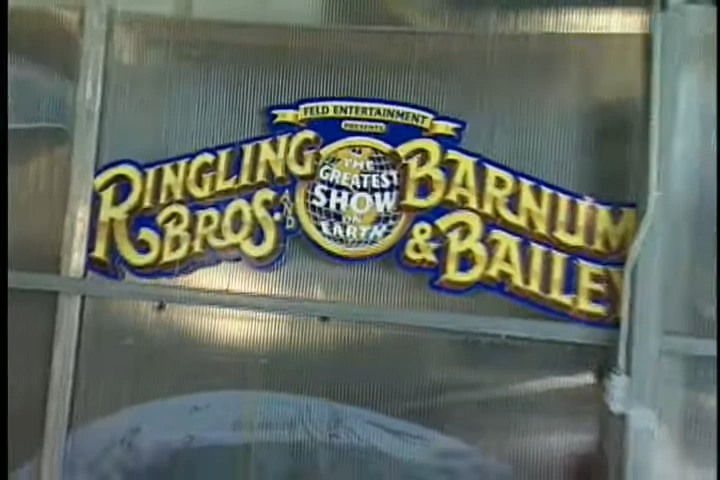 FELD ENTERTAINMENT
PRESENTS
RINGLING
BROS. AND
THE
GREATEST
SHOW
ON
EARTH
BARNUM
& BAILEY